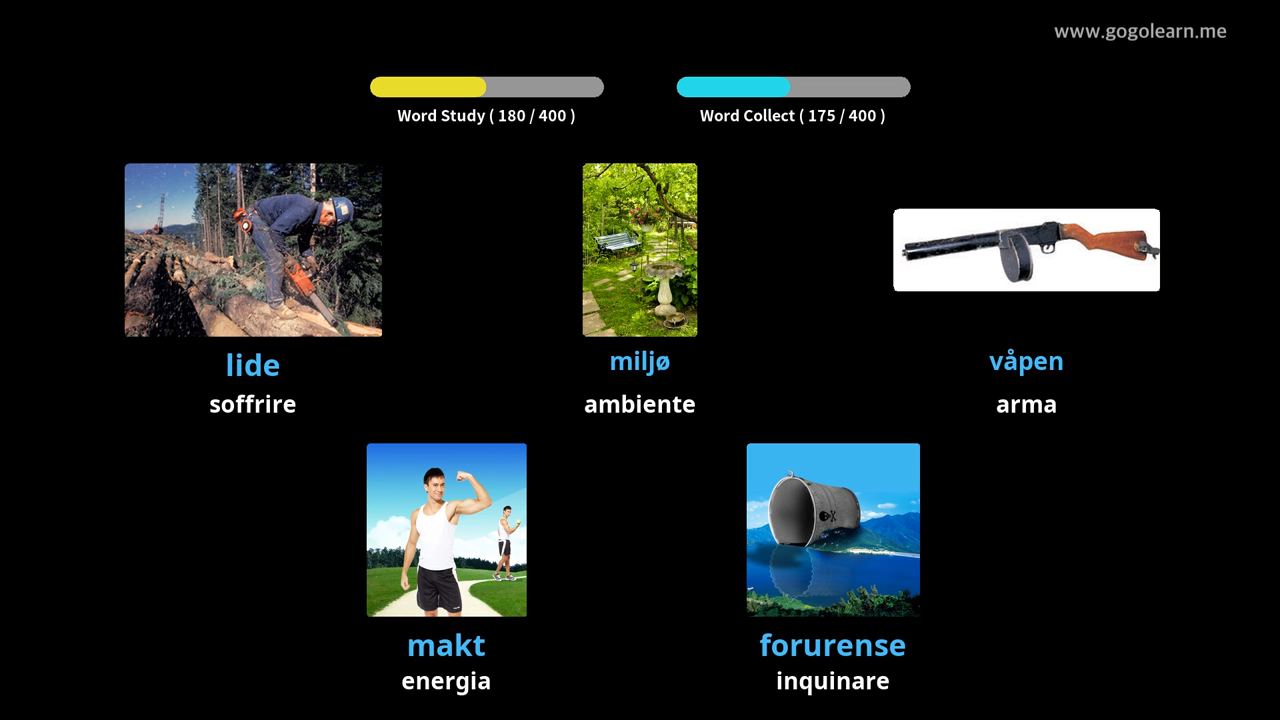 www.gogolearn.me
Word Study ( 180 / 400 )
Word Collect ( 175 / 400 )
lide
soffrire
miljø
ambiente
våpen
arma
makt
energia
forurense
inquinare